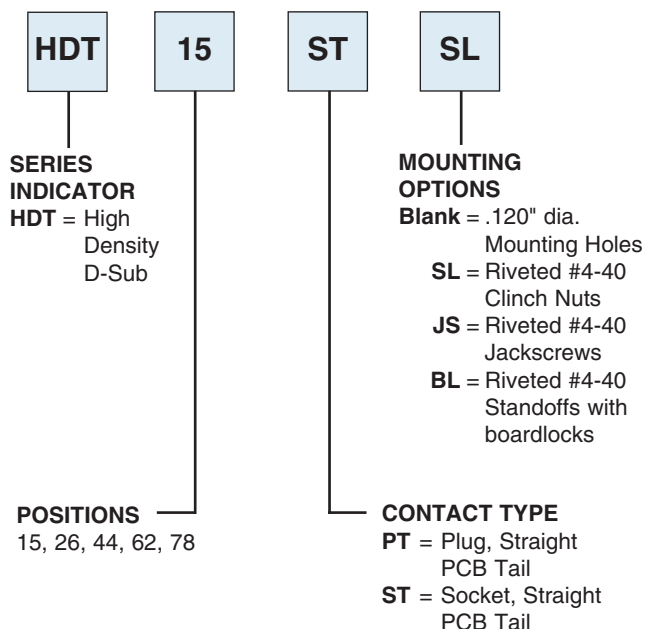 HDT 15 ST SL
SERIES
INDICATOR
HDT = High
Density
D-Sub
MOUNTING
OPTIONS
Blank = .120" dia.
Mounting Holes
SL = Riveted #4-40
Clinch Nuts
JS = Riveted #4-40
Jackscrews
BL = Riveted #4-40
Standoffs with
boardlocks
POSITIONS
15, 26, 44, 62, 78
CONTACT TYPE
PT = Plug, Straight
PCB Tail
ST = Socket, Straight
PCB Tail